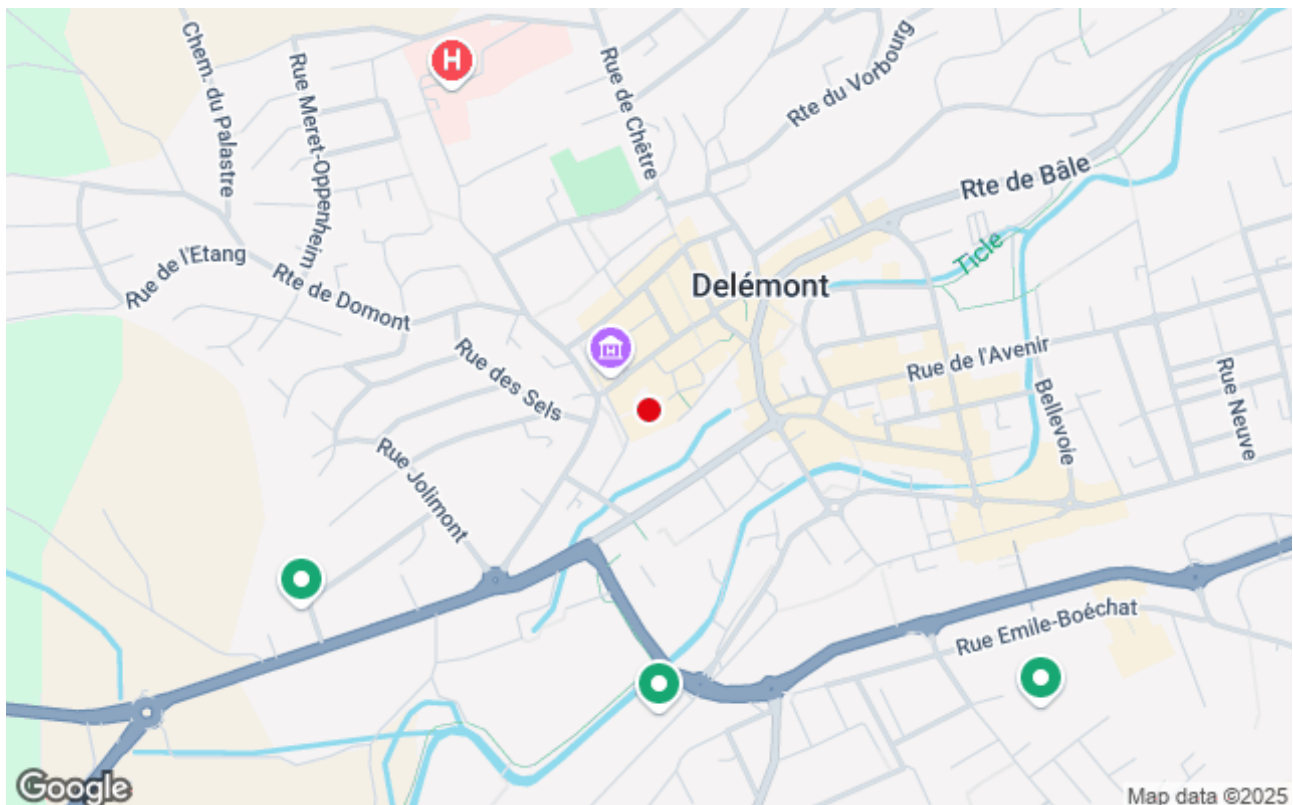 Chem. du Palastre
Rue Meret-Oppenheim
H
Rue de Chêtre
Rte du Vorbourg
Rte de Bâle
Ticle
Rue de l'Etang
Rte de Domont
Delémont
Rue des Sels
Rue de l'Avenir
Bellevoie
Rue Neuve
Rue Jolimont
Rue Emile-Boéchat
Google
Map data ©2025